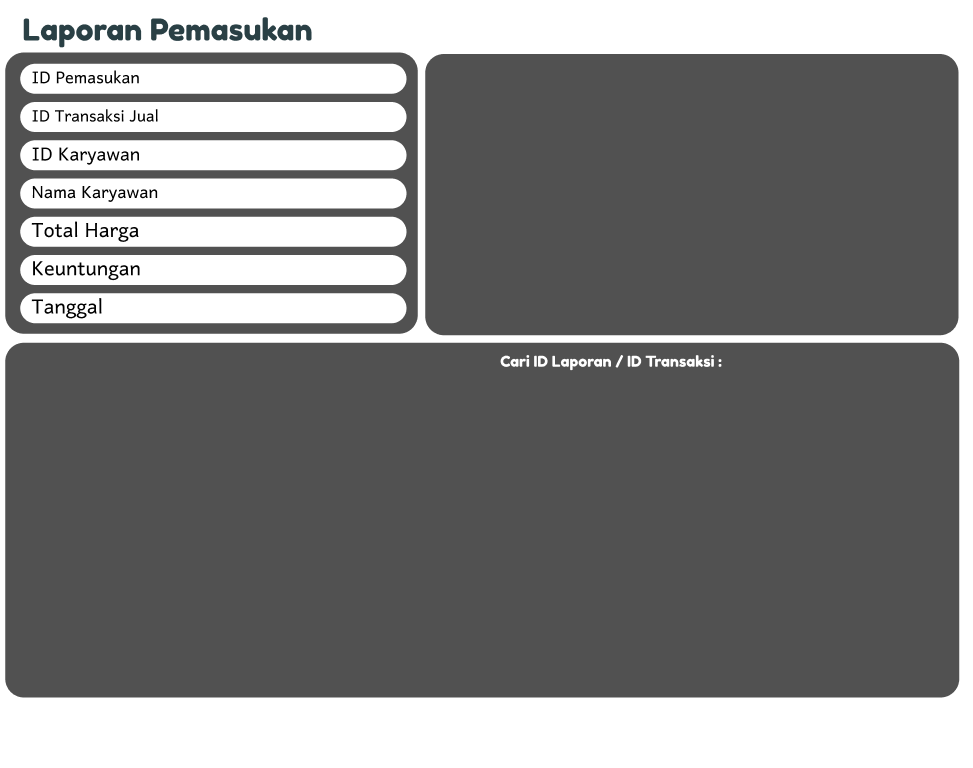 Laporan Pemasukan
ID Pemasukan
ID Transaksi Jual
ID Karyawan
Nama Karyawan
Total Harga
Keuntungan
Tanggal
Cari ID Laporan / ID Transaksi :